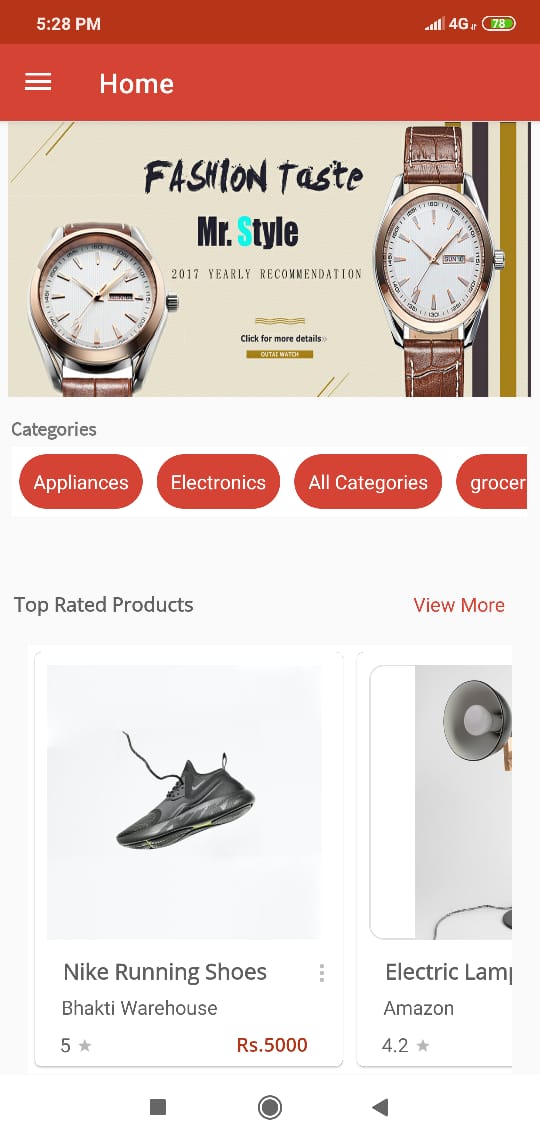 5:28 PM
4G
78
Home
FASHION Taste
Mr. Style
2017 YEARLY RECOMMENDATION
Click for more details
OUTAI WATCH
Categories
Appliances
Electronics
All Categories
grocer
Top Rated Products
View More
Nike Running Shoes
Bhakti Warehouse
5
Rs.5000
Electric Lamp
Amazon
4.2